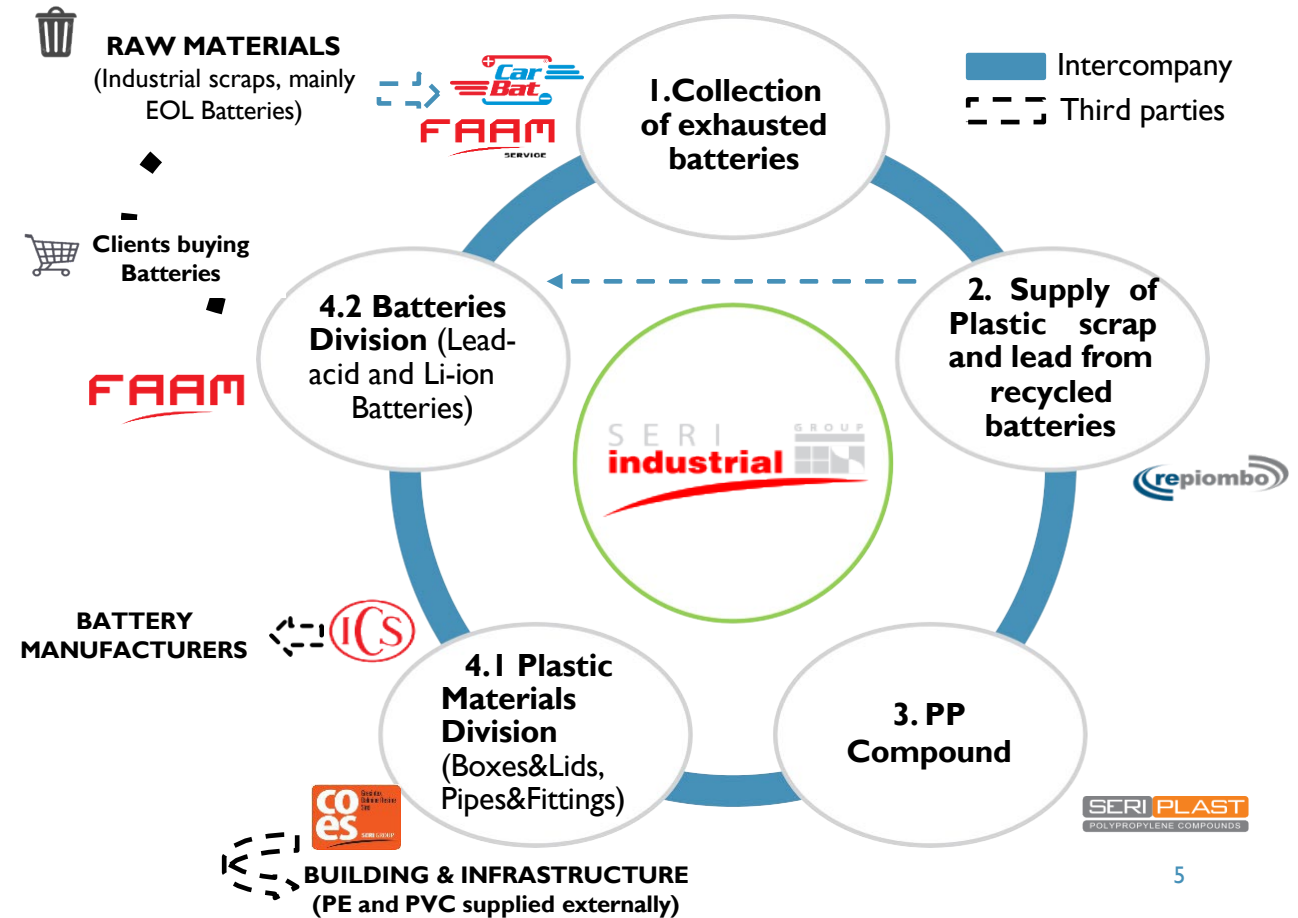 RAW MATERIALS
(Industrial scraps, mainly
EOL Batteries)
Car
Bat
FAAM
SERVICE
1.Collection
of exhausted
batteries
Intercompany
Third parties
Clients buying
Batteries
4.2 Batteries
Division (Lead-
acid and Li-ion
Batteries)
FAAM
2. Supply of
Plastic scrap
and lead from
recycled
batteries
SERI
GROUP
industrial
repiombo
BATTERY
MANUFACTURERS
ICS
4.1 Plastic
Materials
Division
(Boxes&Lids,
Pipes&Fittings)
3. PP
Compound
co
es
SERI GROUP
SERI PLAST
POLYPROPYLENE COMPOUNDS
BUILDING & INFRASTRUCTURE
(PE and PVC supplied externally)
5